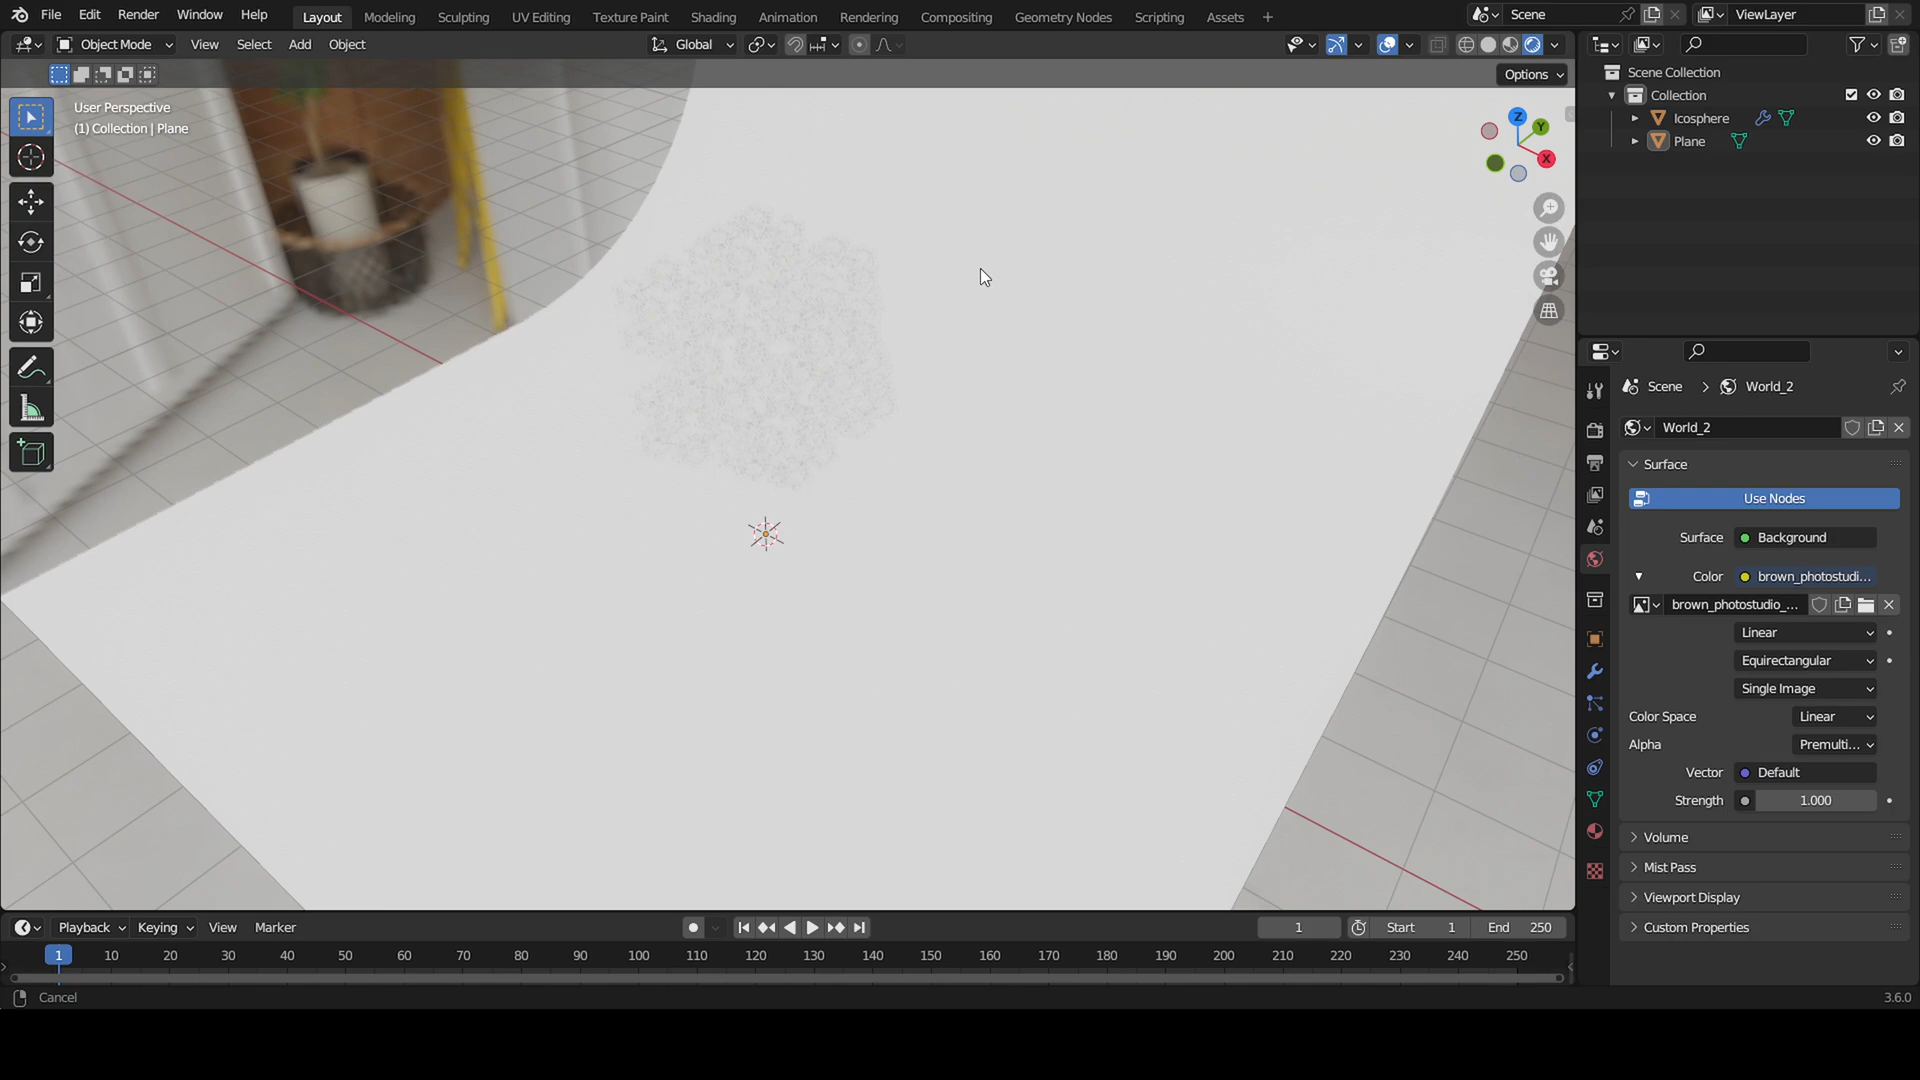 File Edit Render Window Help Layout Modeling Sculpting UV Editing Texture Paint Shading Animation Rendering Compositing Geometry Nodes Scripting Assets + Scene ViewLayer
Object Mode View Select Add Object Global
Options
User Perspective
(1) Collection | Plane
Z
Y
X
Scene Collection
Collection
Icosphere
Plane
Scene > World_2
World_2
Surface
Use Nodes
Surface Background
Color brown_photostudi...
brown_photostudio_...
Linear
Equirectangular
Single Image
Color Space Linear
Alpha Premulti...
Vector Default
Strength 1.000
Volume
Mist Pass
Viewport Display
Custom Properties
Playback Keying View Marker 1 Start 1 End 250
1 10 20 30 40 50 60 70 80 90 100 110 120 130 140 150 160 170 180 190 200 210 220 230 240 250
Cancel 3.6.0